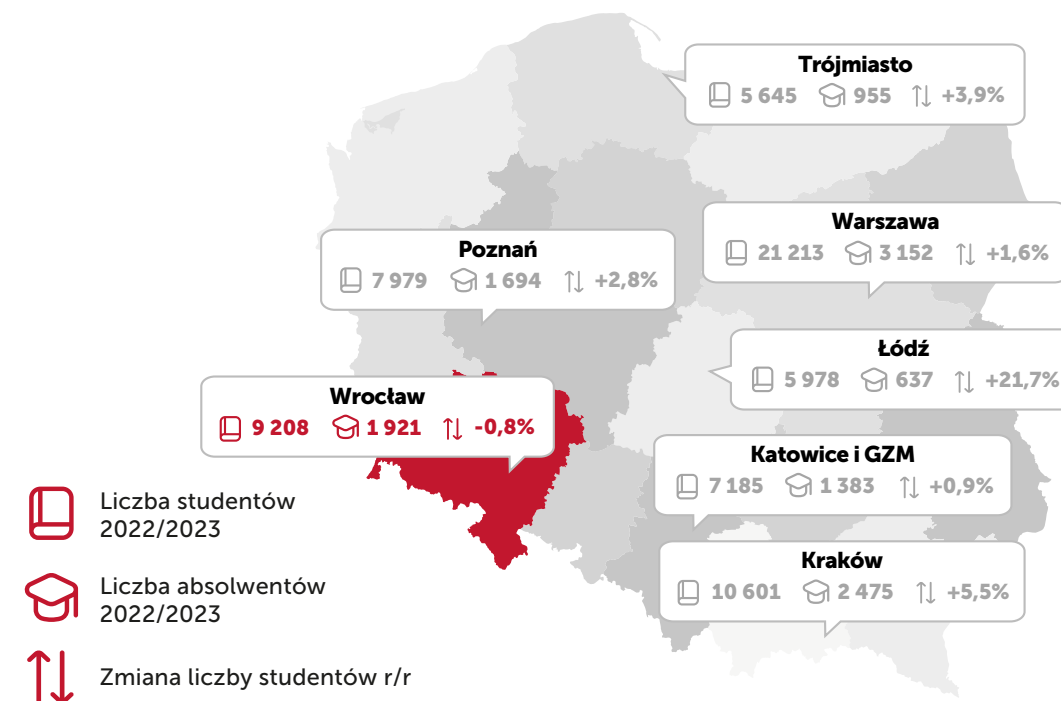 Trójmiasto
5 645 955 +3,9%
Warszawa
21 213 3 152 +1,6%
Poznań
7 979 1 694 +2,8%
Łódź
5 978 637 +21,7%
Wrocław
9 208 1 921 -0,8%
Katowice i GZM
7 185 1 383 +0,9%
Kraków
10 601 2 475 +5,5%
Liczba studentów
2022/2023
Liczba absolwentów
2022/2023
Zmiana liczby studentów r/r